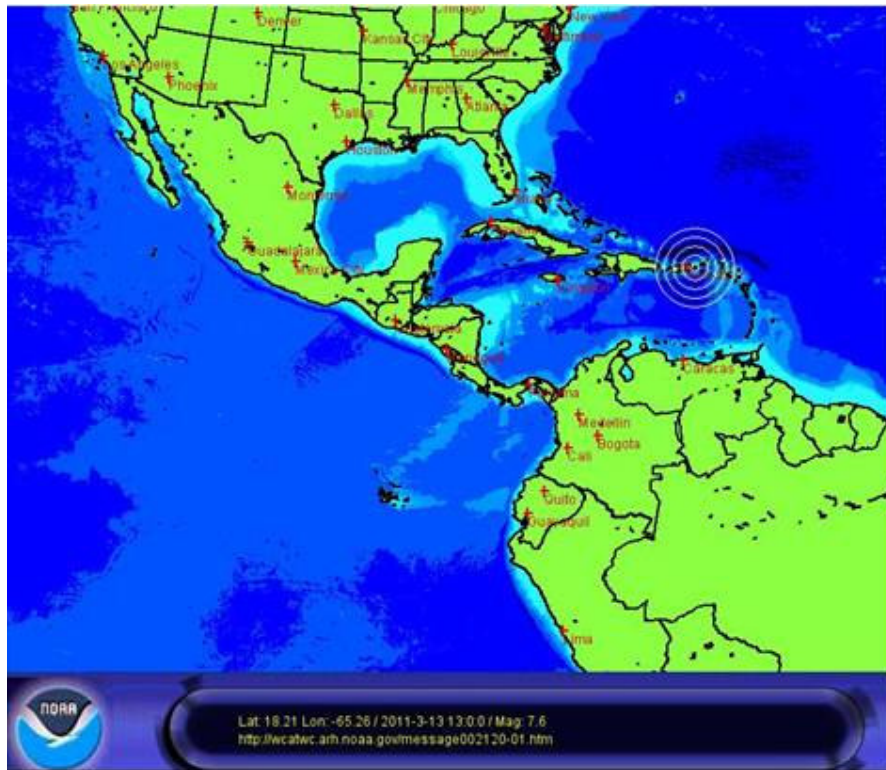 Denver
New York
Kansas City
Louisville
Los Angeles
Phoenix
Memphis
Atlanta
Dallas
Houston
Monterrey
Miami
Guadalajara
Caracas
Medellin
Bogota
Cali
Quito
Guayaquil
Lima
NOAA
Lat: 18.21 Lon: -65.26 / 2011-3-13 13:0:0 / Mag: 7.6
http://wcatwc.arh.noaa.gov/message002120-01.htm